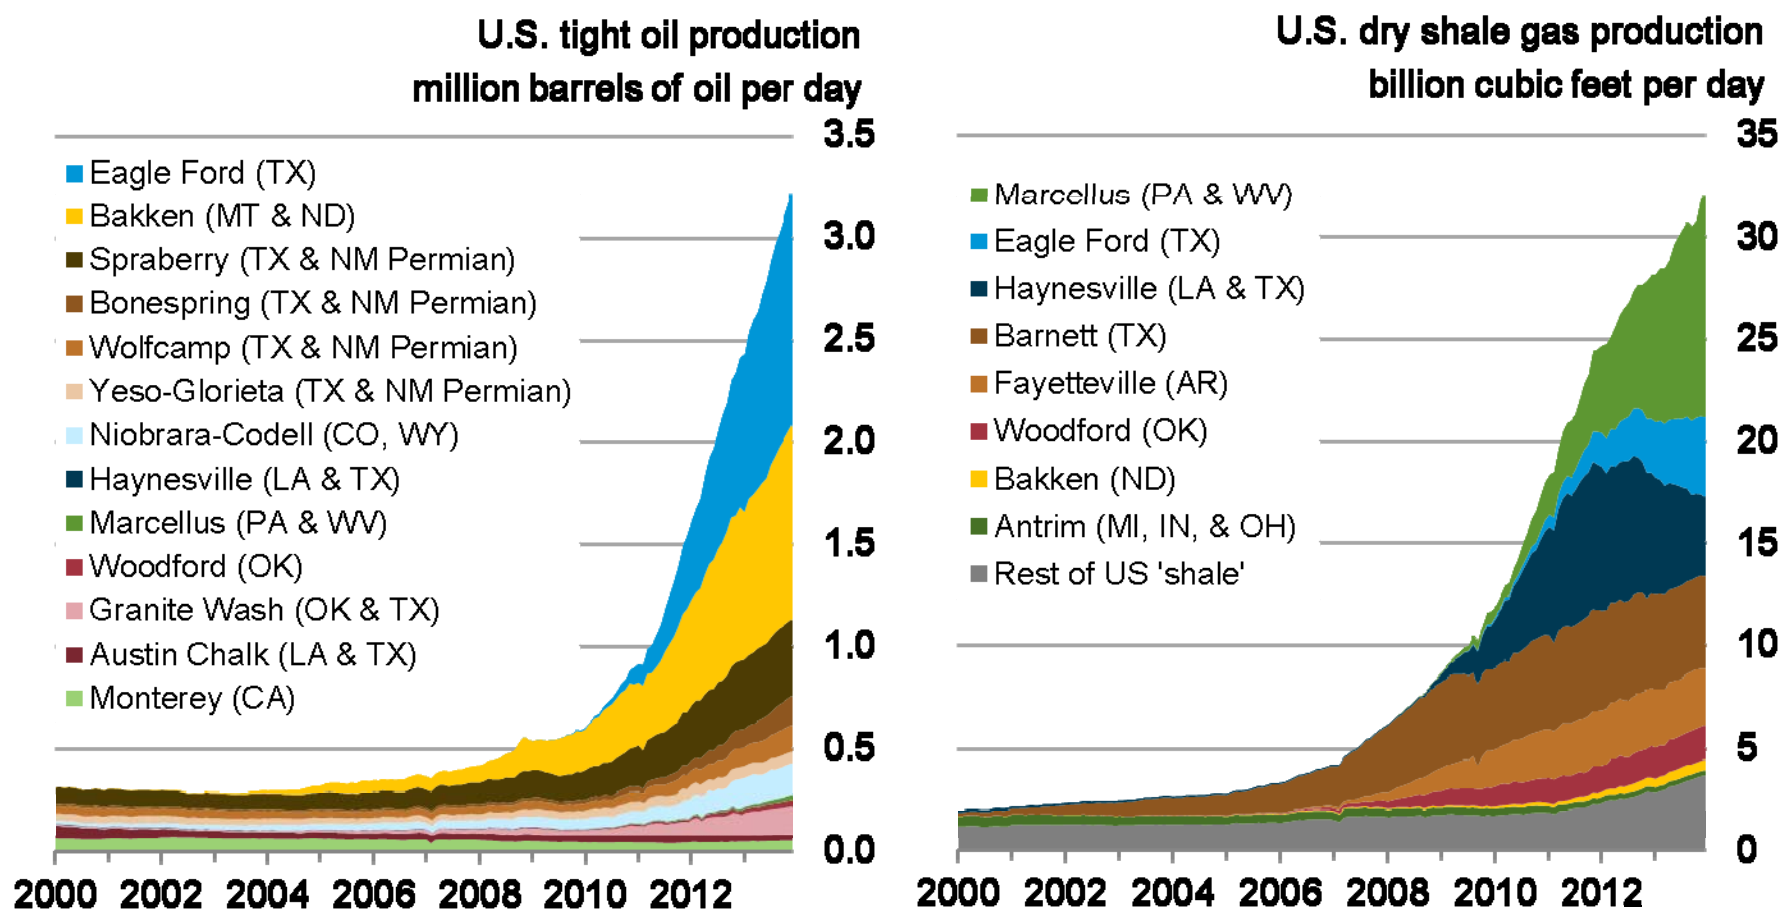 U.S. tight oil production
million barrels of oil per day
3.5
Eagle Ford (TX)
Bakken (MT & ND)
3.0
Spraberry (TX & NM Permian)
Bonespring (TX & NM Permian)
2.5
Wolfcamp (TX & NM Permian)
Yeso-Glorieta (TX & NM Permian)
2.0
Niobrara-Codell (CO, WY)
Haynesville (LA & TX)
Marcellus (PA & WV)
1.5
Woodford (OK)
Granite Wash (OK & TX)
1.0
Austin Chalk (LA & TX)
Monterey (CA)
0.5
0.0
2000 2002 2004 2006 2008 2010 2012
U.S. dry shale gas production
billion cubic feet per day
35
Marcellus (PA & WV)
30
Eagle Ford (TX)
Haynesville (LA & TX)
25
Barnett (TX)
Fayetteville (AR)
20
Woodford (OK)
Bakken (ND)
Antrim (MI, IN, & OH)
15
Rest of US 'shale'
10
5
0
2000 2002 2004 2006 2008 2010 2012